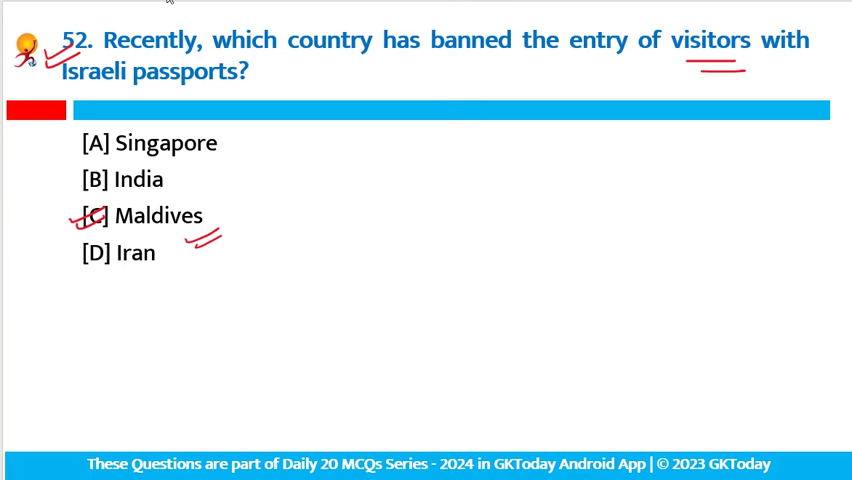 52. Recently, which country has banned the entry of visitors with
Israeli passports?
[A] Singapore
[B] India
[C] Maldives
[D] Iran
These Questions are part of Daily 20 MCQs Series - 2024 in GKToday Android App | © 2023 GKToday